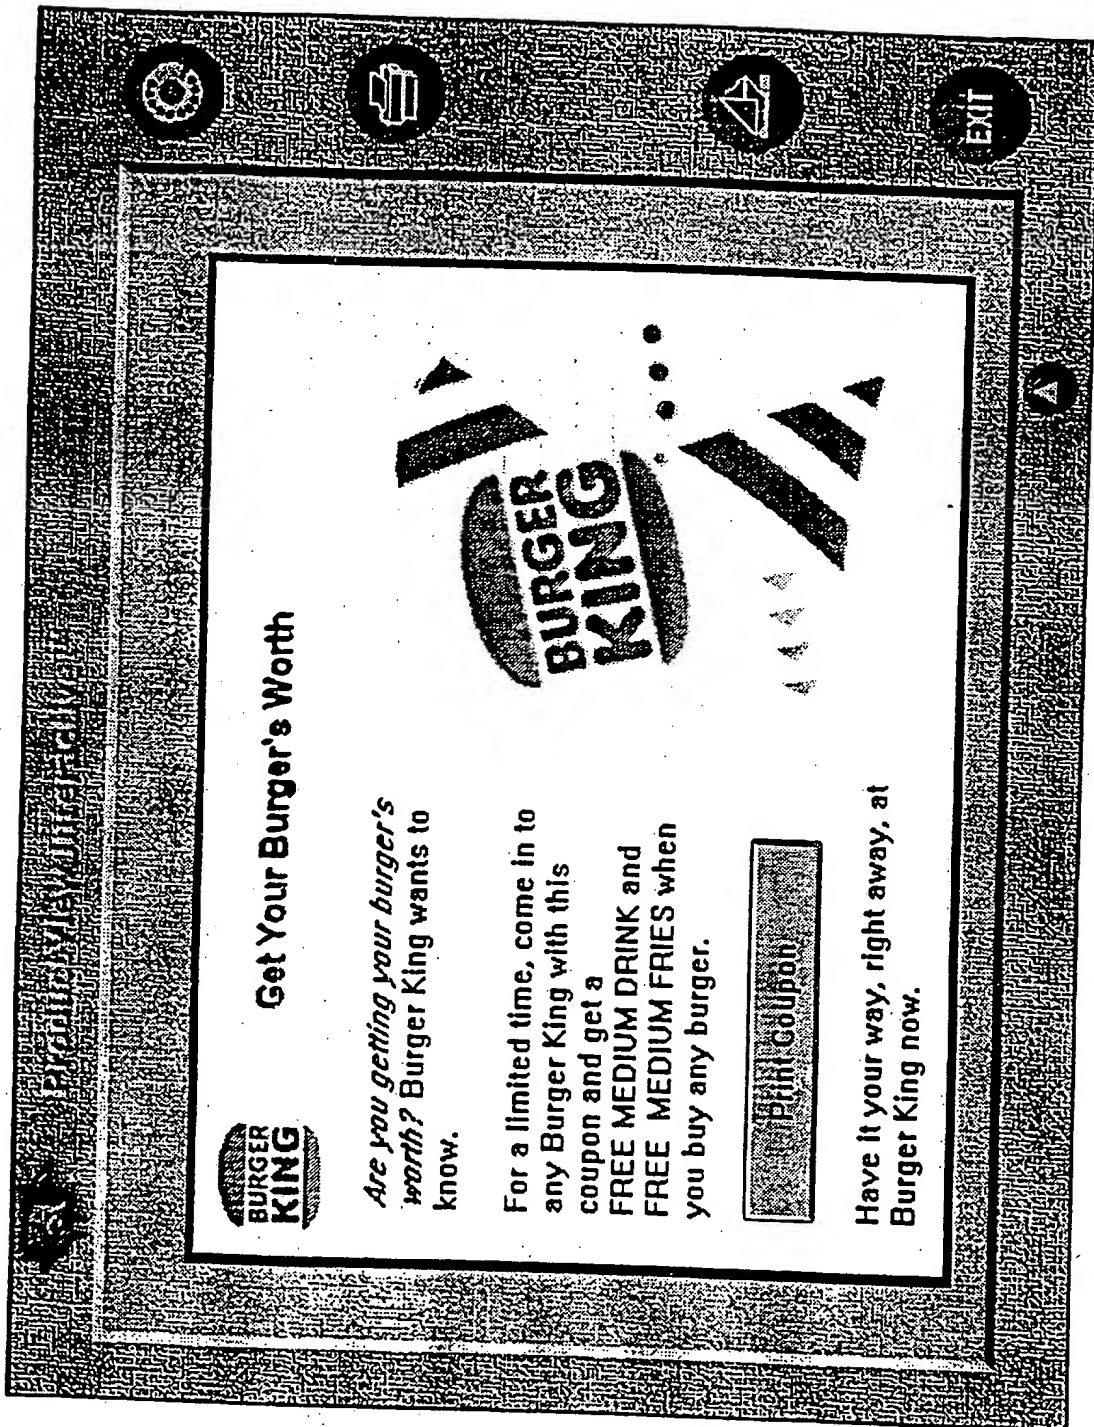 BURGER
KING
Get Your Burger's Worth
Are you getting your burger's
worth? Burger King wants to
know.
For a limited time, come in to
any Burger King with this
coupon and get a
FREE MEDIUM DRINK and
FREE MEDIUM FRIES when
you buy any burger.
Print Coupon
Have it your way, right away, at
Burger King now.
BURGER
KING
EXIT